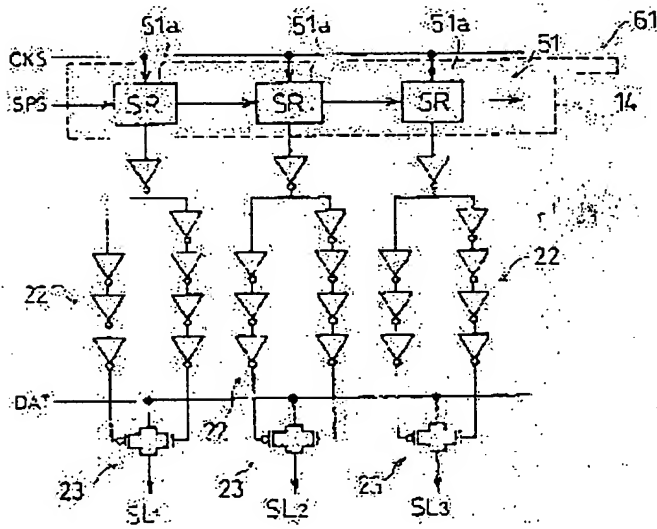 51a 51a 51a 61
CKS 51
SPS SR SR SR 14
22 22
DAT 22
23 23 23
SL1 SL2 SL3